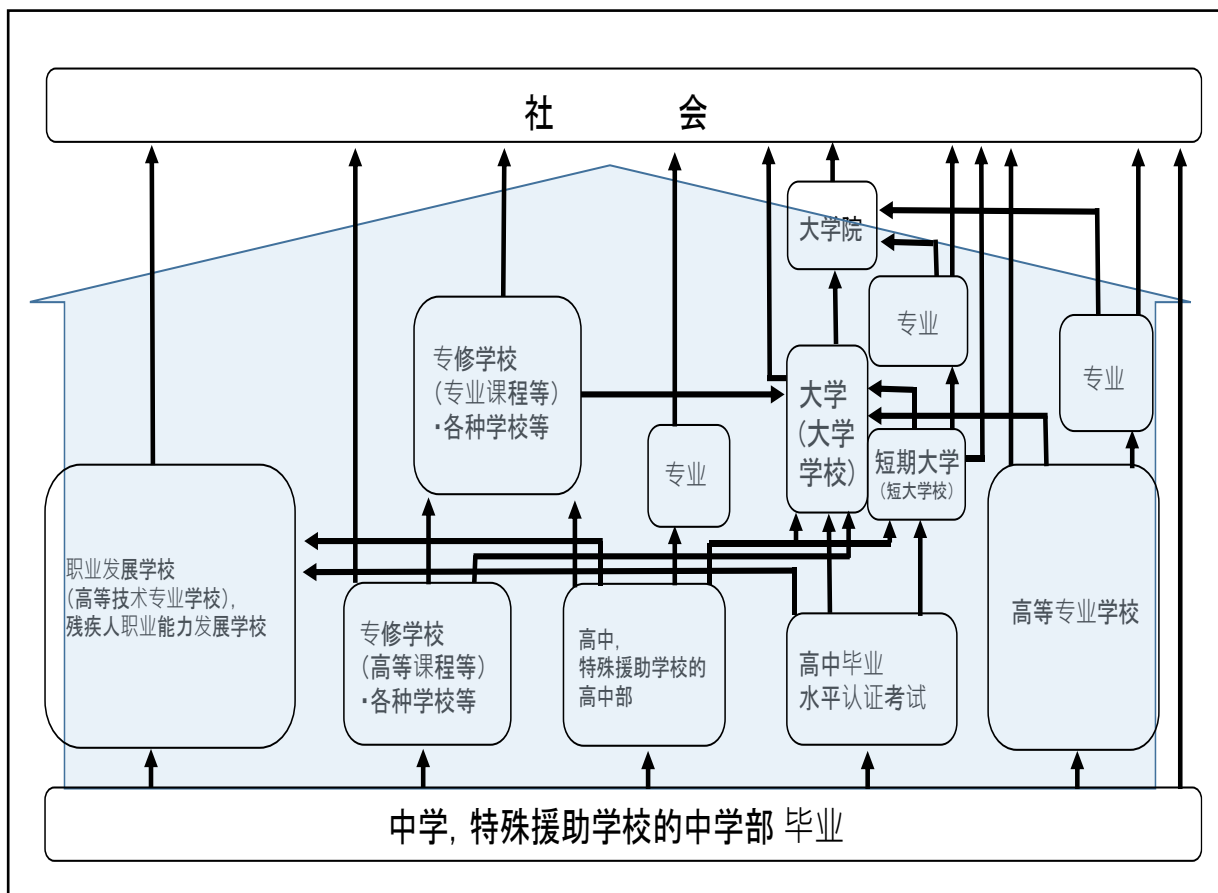 社 会
大学院
专业
专业
专修学校
(专业课程等)
·各种学校等
大学
(大学
学校)
专业
短期大学
(短大学校)
职业发展学校
(高等技术专业学校),
残疾人职业能力发展学校
专修学校
(高等课程等)
·各种学校等
高中,
特殊援助学校的
高中部
高中毕业
水平认证考试
高等专业学校
中学, 特殊援助学校的中学部 毕业